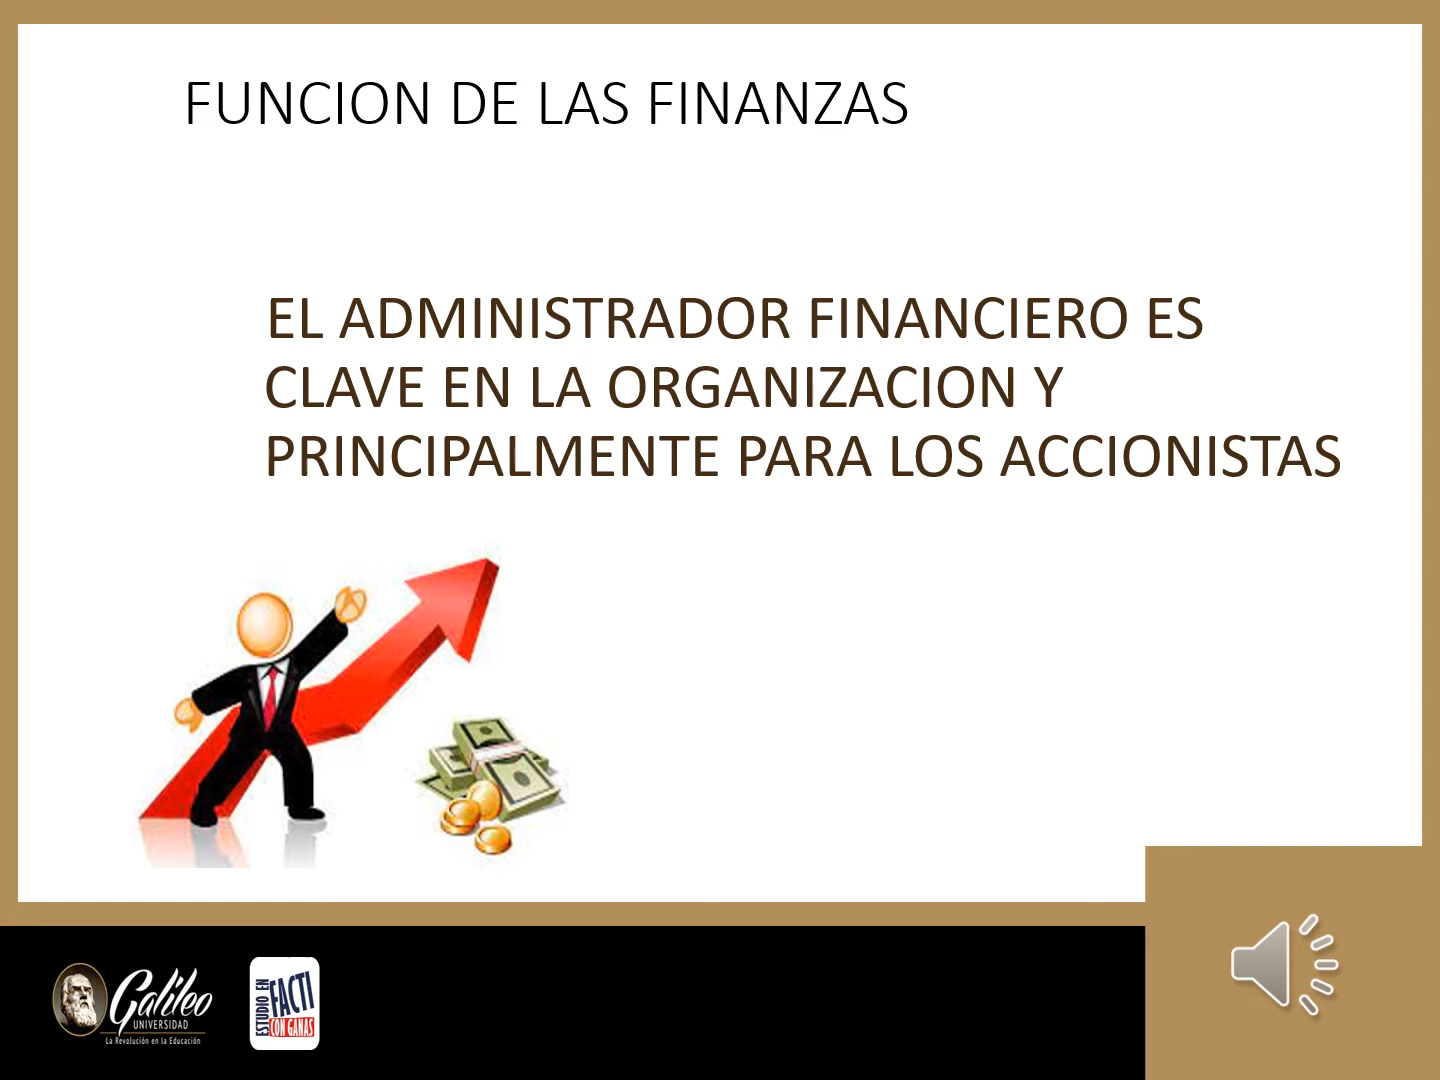 FUNCION DE LAS FINANZAS
EL ADMINISTRADOR FINANCIERO ES
CLAVE EN LA ORGANIZACION Y
PRINCIPALMENTE PARA LOS ACCIONISTAS
Galileo
UNIVERSIDAD
La Revolución en la Educación
ESTUDIO EN
FACTI
CON GANAS